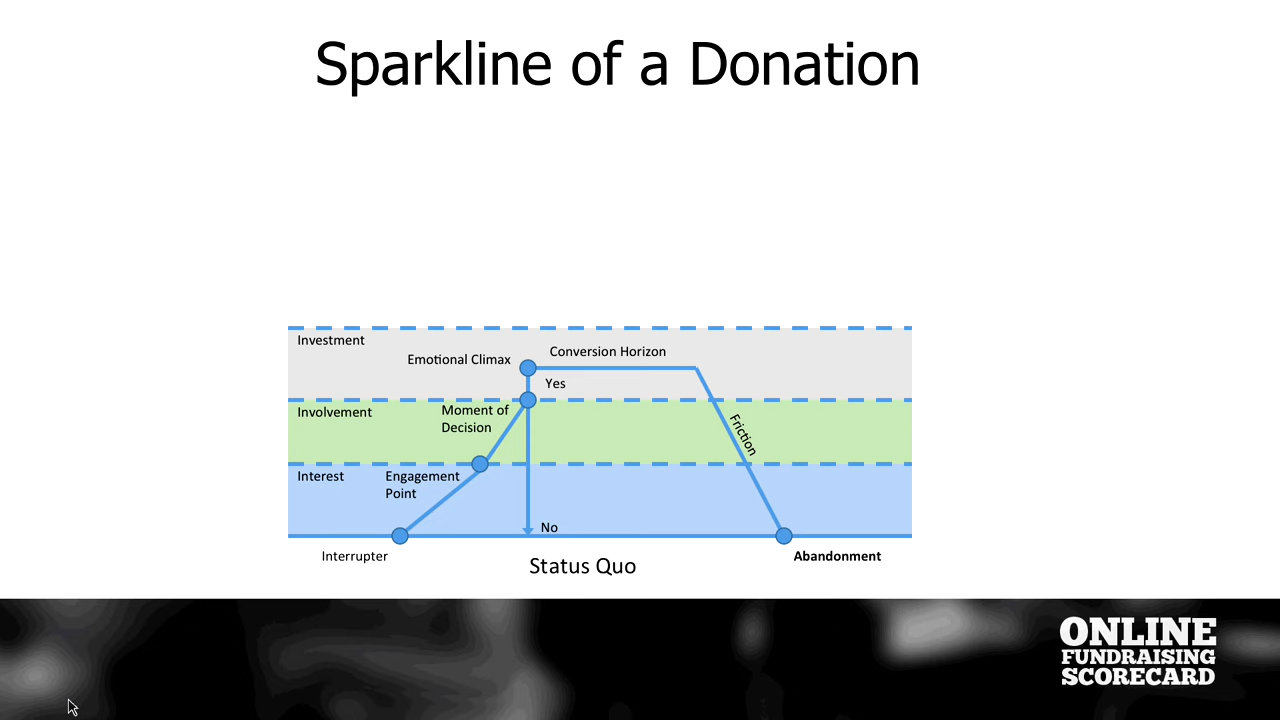 Sparkline of a Donation
Investment
Emotional Climax
Conversion Horizon
Yes
Involvement
Moment of
Decision
Friction
Interest
Engagement
Point
No
Interrupter
Status Quo
Abandonment
ONLINE
FUNDRAISING
SCORECARD